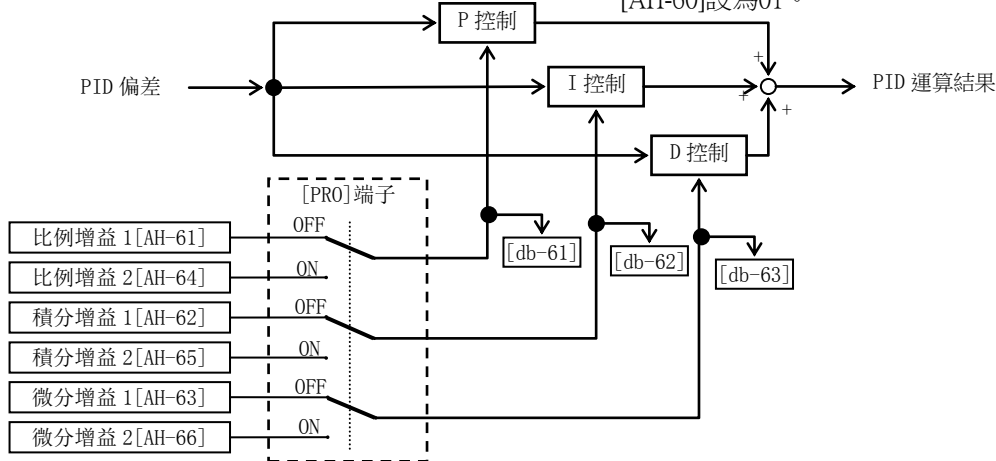 [AH-60]設為01。
P 控制
PID 偏差
I 控制
PID 運算結果
+
+
+
D 控制
[PRO]端子
比例增益 1[AH-61]
OFF
比例增益 2[AH-64]
ON
積分增益 1[AH-62]
OFF
積分增益 2[AH-65]
ON
微分增益 1[AH-63]
OFF
微分增益 2[AH-66]
ON
[db-61]
[db-62]
[db-63]